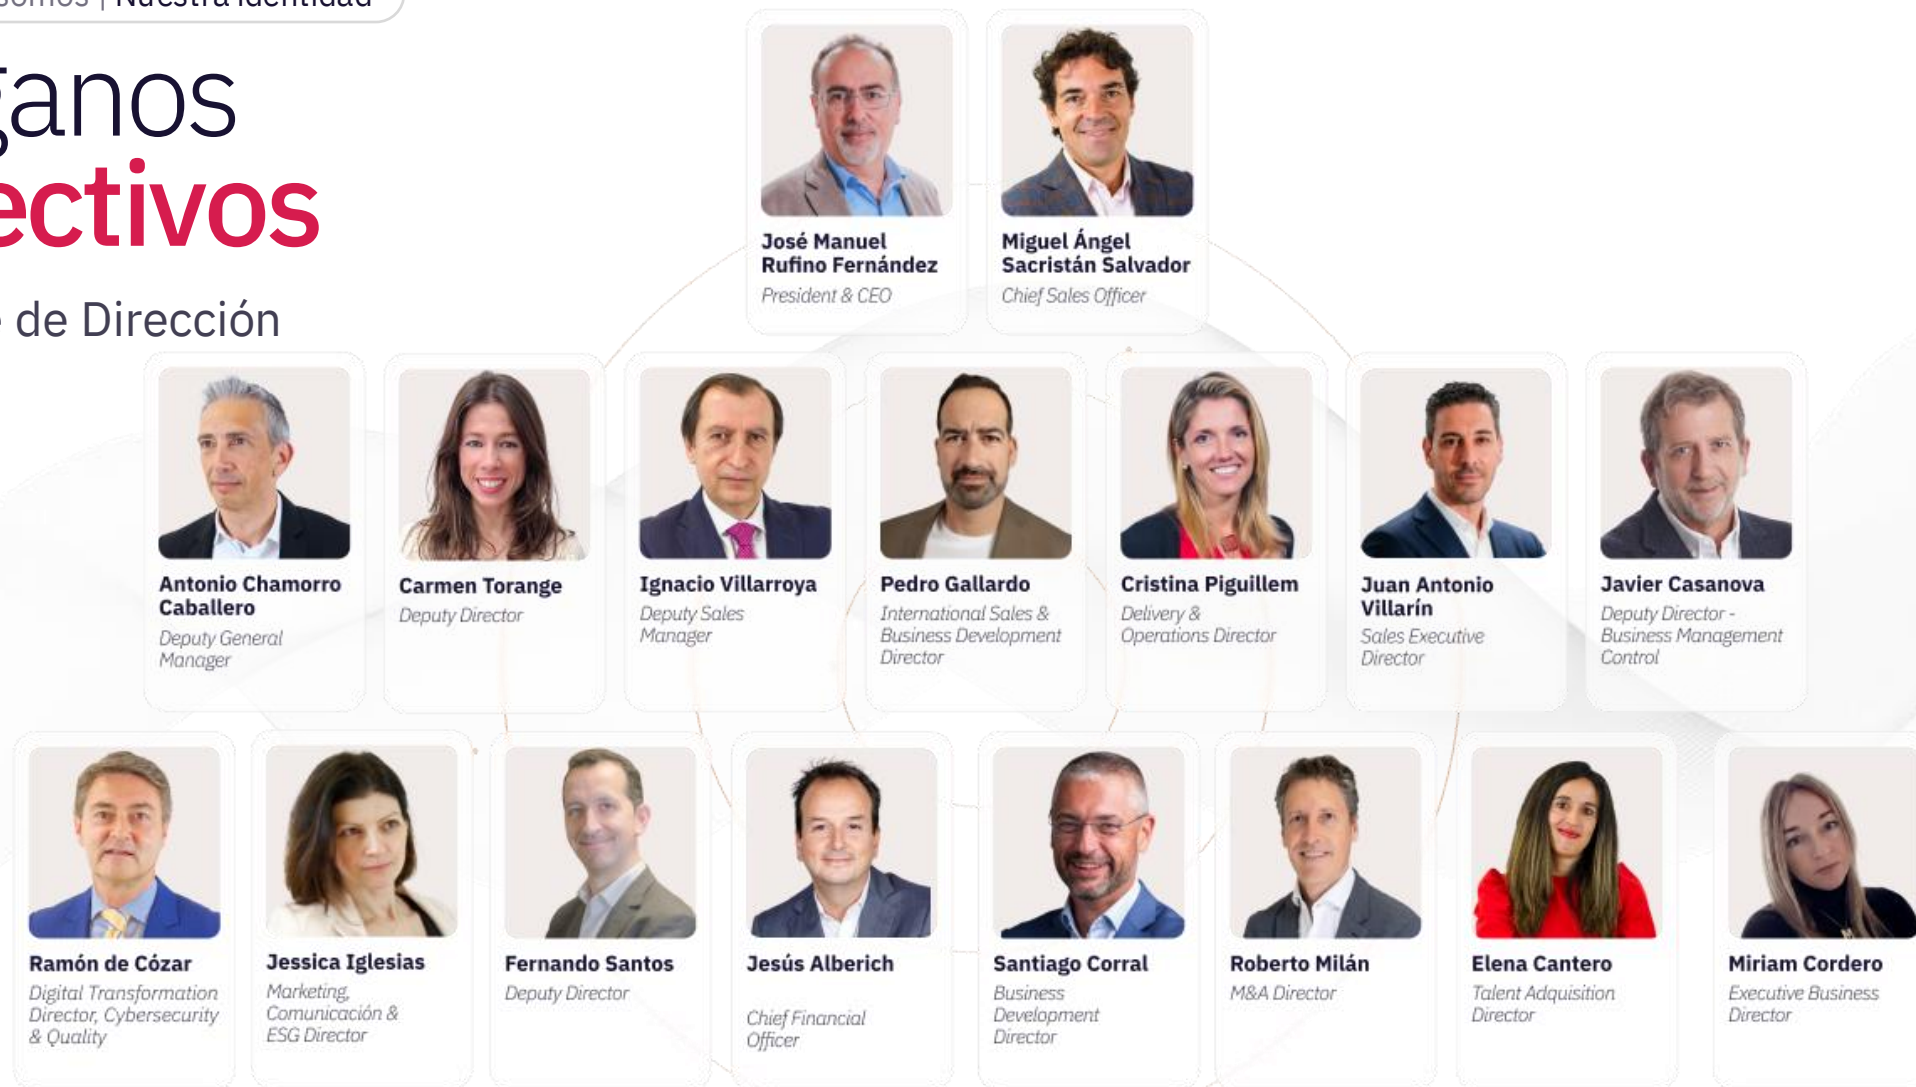 somos | Nuestra identidad
ganos
ectivos
de Dirección
José Manuel
Rufino Fernández
President & CEO
Miguel Ángel
Sacristán Salvador
Chief Sales Officer
Antonio Chamorro
Caballero
Deputy General
Manager
Carmen Torange
Deputy Director
Ignacio Villarroya
Deputy Sales
Manager
Pedro Gallardo
International Sales &
Business Development
Director
Cristina Piguillem
Delivery &
Operations Director
Juan Antonio
Villarín
Sales Executive
Director
Javier Casanova
Deputy Director -
Business Management
Control
Ramón de Cózar
Digital Transformation
Director, Cybersecurity
& Quality
Jessica Iglesias
Marketing,
Comunicación &
ESG Director
Fernando Santos
Deputy Director
Jesús Alberich
Chief Financial
Officer
Santiago Corral
Business
Development
Director
Roberto Milán
M&A Director
Elena Cantero
Talent Adquisition
Director
Miriam Cordero
Executive Business
Director